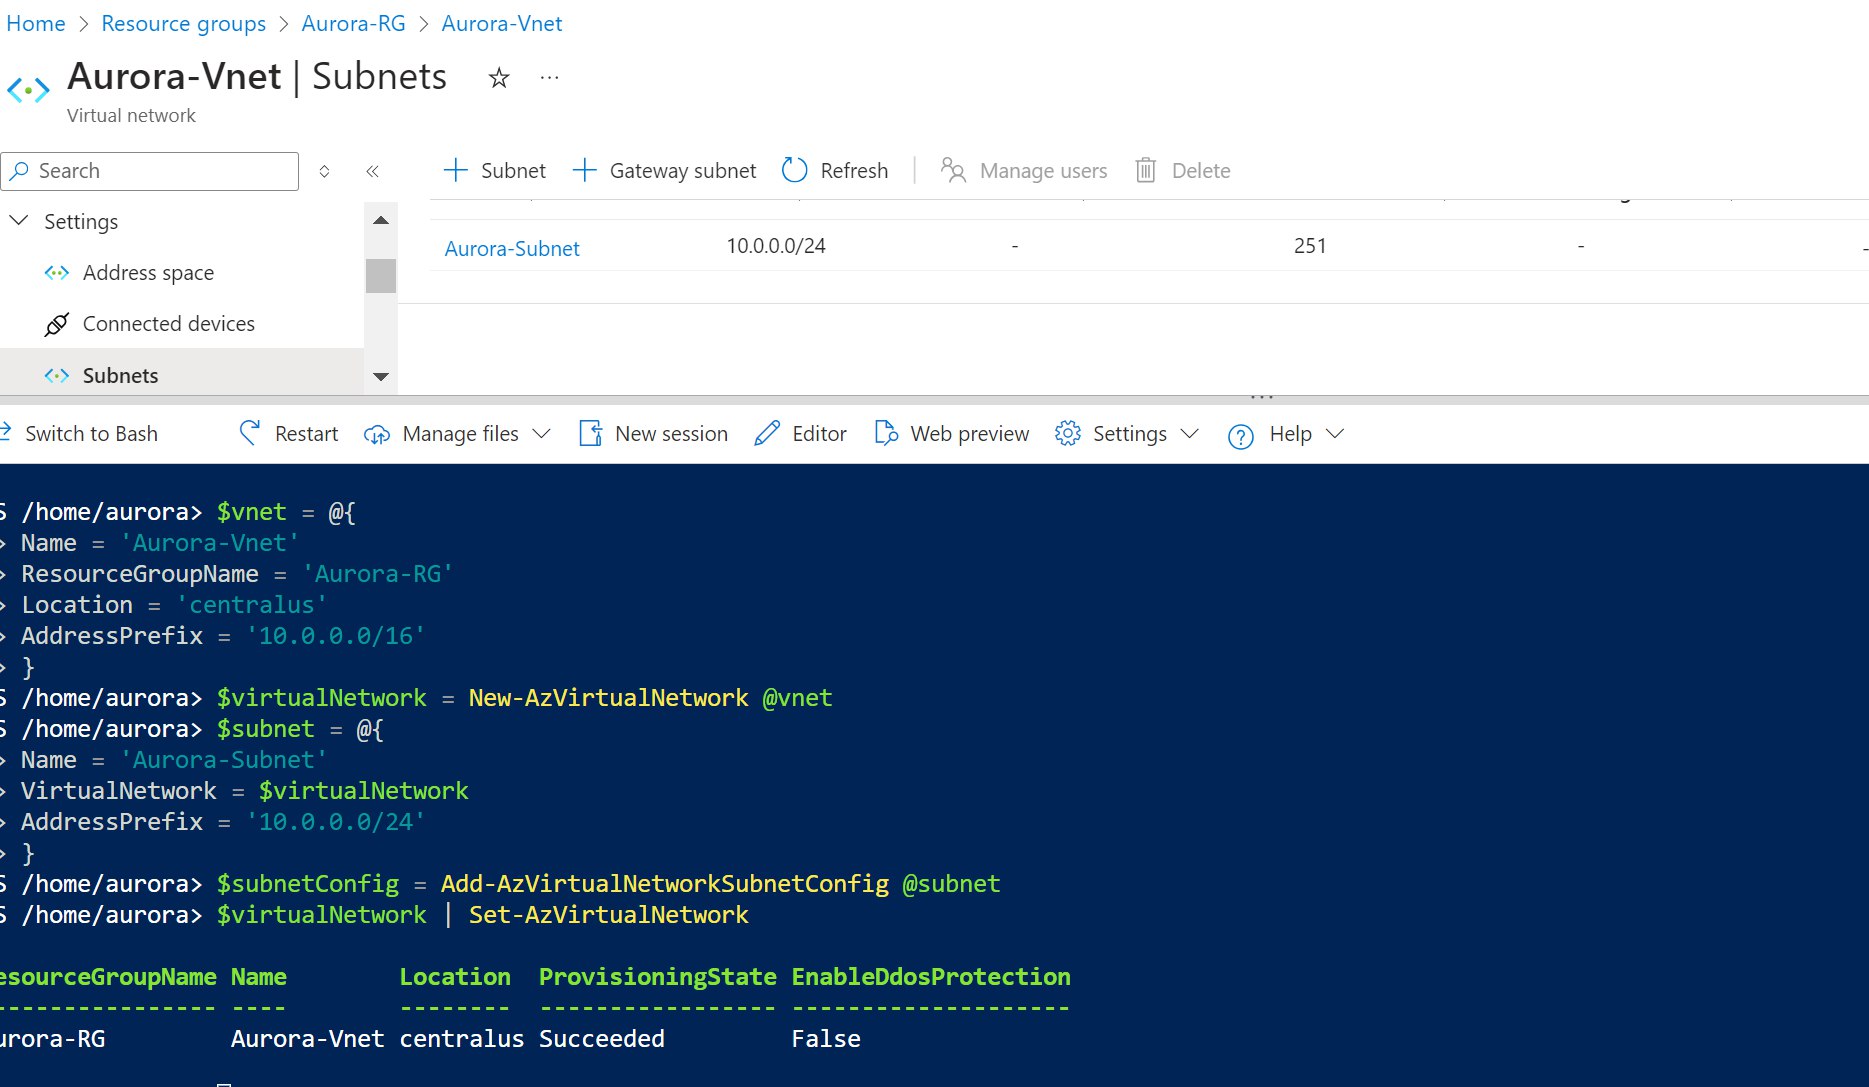 Home > Resource groups > Aurora-RG > Aurora-Vnet
Aurora-Vnet | Subnets ☆ ...
Virtual network
Search
+ Subnet + Gateway subnet Refresh | Manage users Delete
Settings
Aurora-Subnet 10.0.0.0/24 - 251 - -
Address space
Connected devices
Subnets
Switch to Bash Restart Manage files New session Editor Web preview Settings Help
S /home/aurora> $vnet = @{
> Name = 'Aurora-Vnet'
> ResourceGroupName = 'Aurora-RG'
> Location = 'centralus'
> AddressPrefix = '10.0.0.0/16'
> }
S /home/aurora> $virtualNetwork = New-AzVirtualNetwork @vnet
S /home/aurora> $subnet = @{
> Name = 'Aurora-Subnet'
> VirtualNetwork = $virtualNetwork
> AddressPrefix = '10.0.0.0/24'
> }
S /home/aurora> $subnetConfig = Add-AzVirtualNetworkSubnetConfig @subnet
S /home/aurora> $virtualNetwork | Set-AzVirtualNetwork
esourceGroupName Name Location ProvisioningState EnableDdosProtection
---------------- ---- -------- ----------------- --------------------
urora-RG Aurora-Vnet centralus Succeeded False